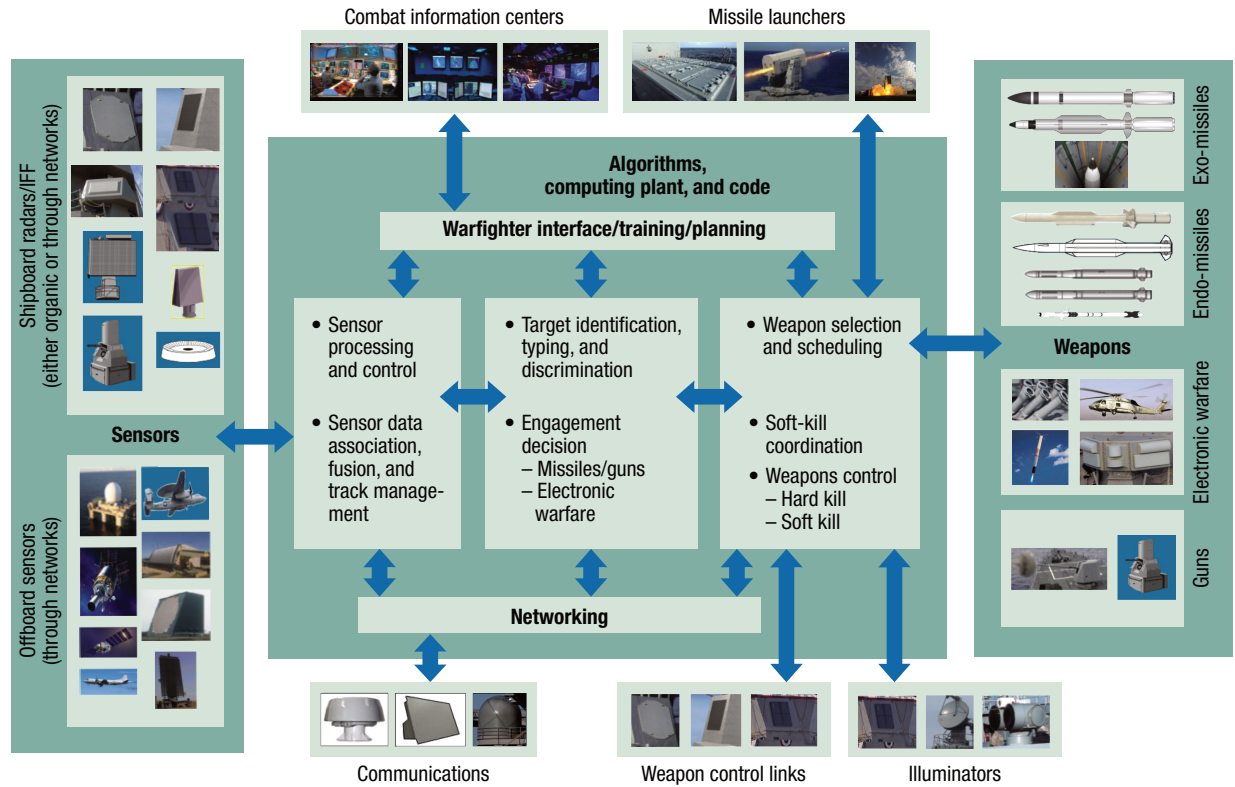 Combat information centers
Missile launchers
Shipboard radars/IFF
(either organic or through networks)
Sensors
Offboard sensors
(through networks)
Algorithms,
computing plant, and code
Warfighter interface/training/planning
• Sensor
processing
and control
• Sensor data
association,
fusion, and
track manage-
ment
• Target identification,
typing, and
discrimination
• Engagement
decision
– Missiles/guns
– Electronic
warfare
• Weapon selection
and scheduling
• Soft-kill
coordination
• Weapons control
– Hard kill
– Soft kill
Networking
Exo-missiles
Endo-missiles
Weapons
Electronic warfare
Guns
Communications
Weapon control links
Illuminators